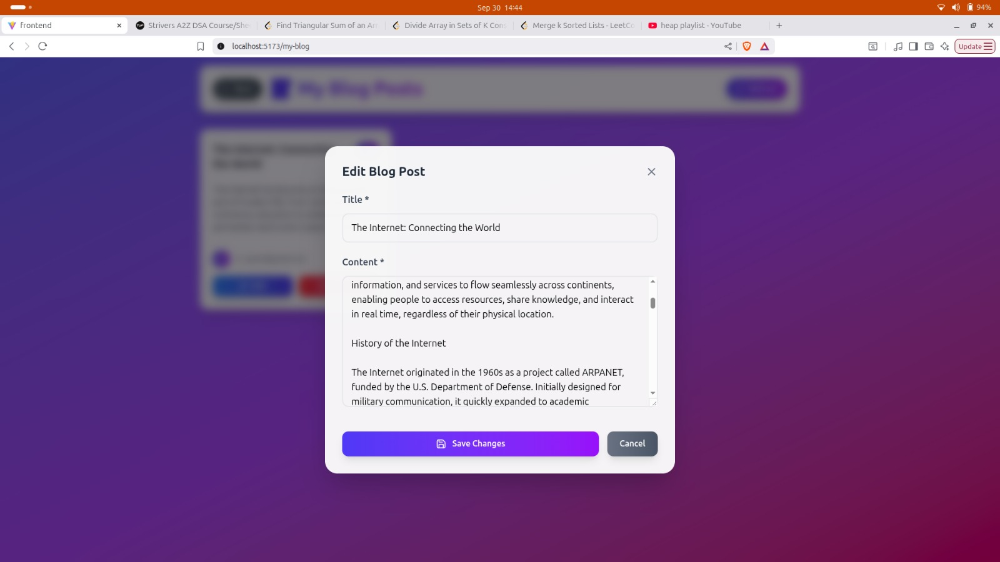 Sep 30 14:44
94%
frontend
Strivers A2Z DSA Course/She
Find Triangular Sum of an Arr
Divide Array in Sets of K Cons
Merge k Sorted Lists - LeetCo
heap playlist - YouTube
localhost:5173/my-blog
Update
My Blog Posts
Edit Blog Post
Title *
The Internet: Connecting the World
Content *
information, and services to flow seamlessly across continents,
enabling people to access resources, share knowledge, and interact
in real time, regardless of their physical location.
History of the Internet
The Internet originated in the 1960s as a project called ARPANET,
funded by the U.S. Department of Defense. Initially designed for
military communication, it quickly expanded to academic
Save Changes
Cancel